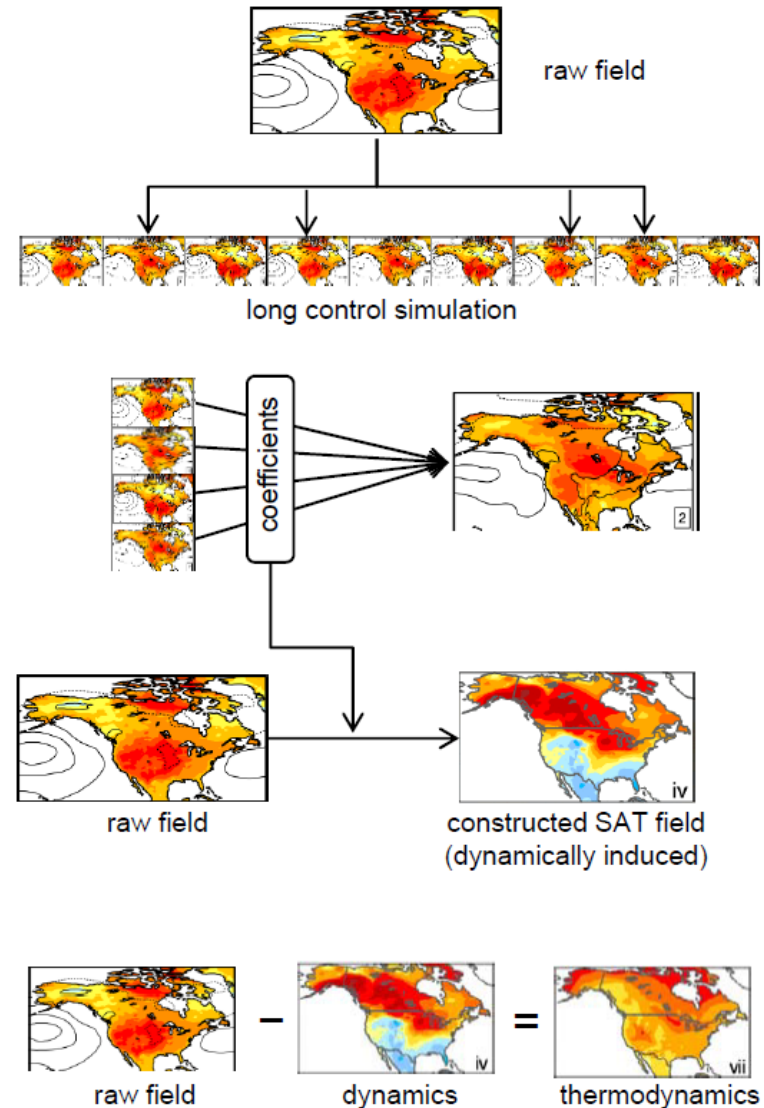 raw field
long control simulation
coefficients
2
raw field
iv
constructed SAT field
(dynamically induced)
−
iv
=
vii
raw field
dynamics
thermodynamics